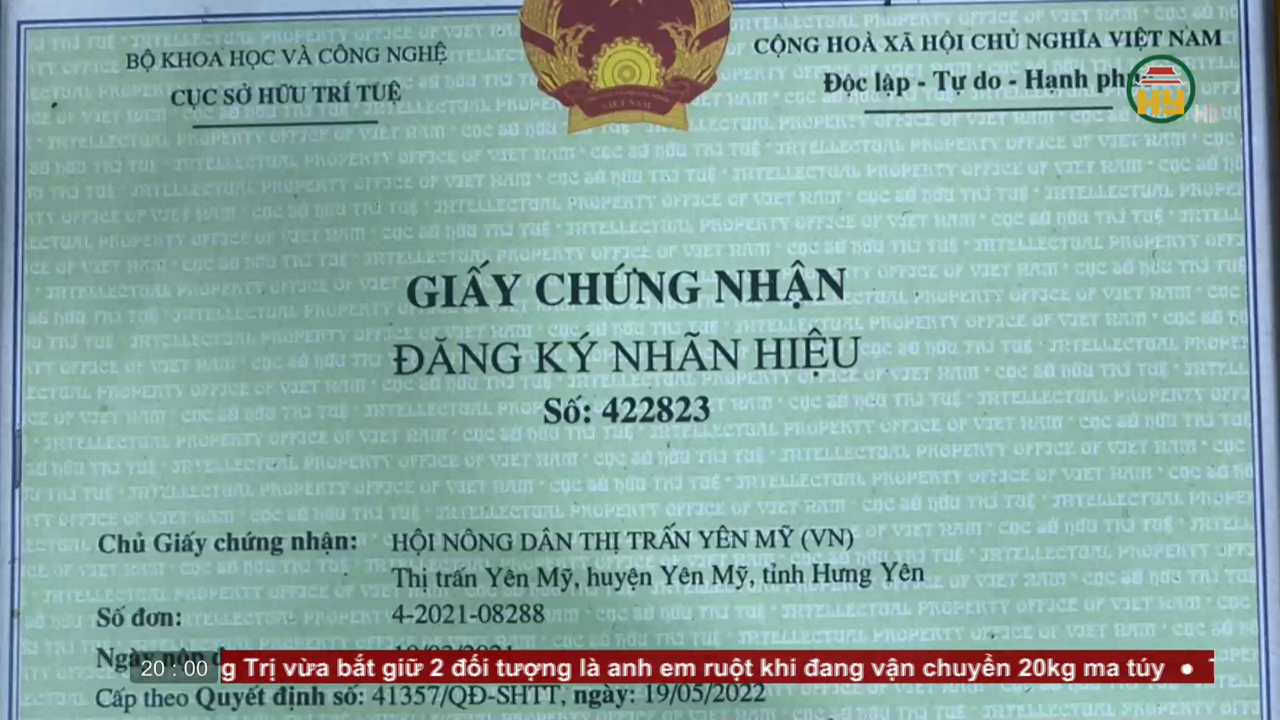 BỘ KHOA HỌC VÀ CÔNG NGHỆ
CỤC SỞ HỮU TRÍ TUỆ
VIỆT NAM
CỘNG HOÀ XÃ HỘI CHỦ NGHĨA VIỆT NAM
Độc lập - Tự do - Hạnh
HY
GIẤY CHỨNG NHẬN
ĐĂNG KÝ NHÃN HIỆU
Số: 422823
Chủ Giấy chứng nhận: HỘI NÔNG DÂN THỊ TRẤN YÊN MỸ (VN)
Thị trấn Yên Mỹ, huyện Yên Mỹ, tỉnh Hưng Yên
Số đơn: 4-2021-08288
Ngày nộp
20:00 g Trị vừa bắt giữ 2 đối tượng là anh em ruột khi đang vận chuyển 20kg ma túy •
Cấp theo Quyết định số: 41357/QĐ-SHTT, ngày: 19/05/2022